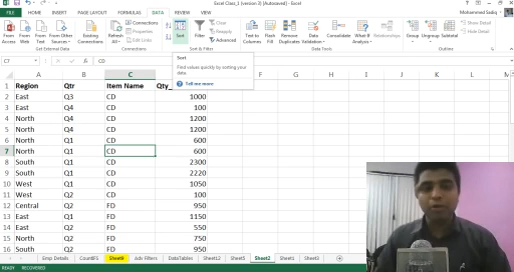 Excel Class_1 (version 3) [Autosaved] - Excel
FILE HOME INSERT PAGE LAYOUT FORMULAS DATA REVIEW VIEW Mohammed Sadiq
From Access From Web From Text From Other Sources Existing Connections Refresh All Connections Properties Edit Links Sort Filter Clear Reapply Advanced Text to Columns Flash Fill Remove Duplicates Data Validation Consolidate What-If Analysis Relationships Group Ungroup Subtotal Show Detail Hide Detail
Get External Data Connections Sort & Filter Data Tools Outline
Sort
Find values quickly by sorting your data.
Tell me more
C7 CD
A B C F G H I J K L
1 Region Qtr Item Name Qty_
2 East Q3 CD 1000
3 East Q4 CD 100
4 North Q4 CD 1200
5 North Q4 CD 1200
6 North Q1 CD 600
7 North Q1 CD 600
8 South Q1 CD 2300
9 South Q1 CD 2220
10 West Q1 CD 1050
11 West Q2 CD 100
12 Central Q2 FD 950
13 East Q1 FD 1150
14 East Q2 FD 550
15 North Q2 FD 750
16 South Q2 FD 950
Emp Details CountIFS Sheet9 Adv Filters DataTables Sheet12 Sheet5 Sheet2 Sheet1 Sheet3
READY RECOVERED